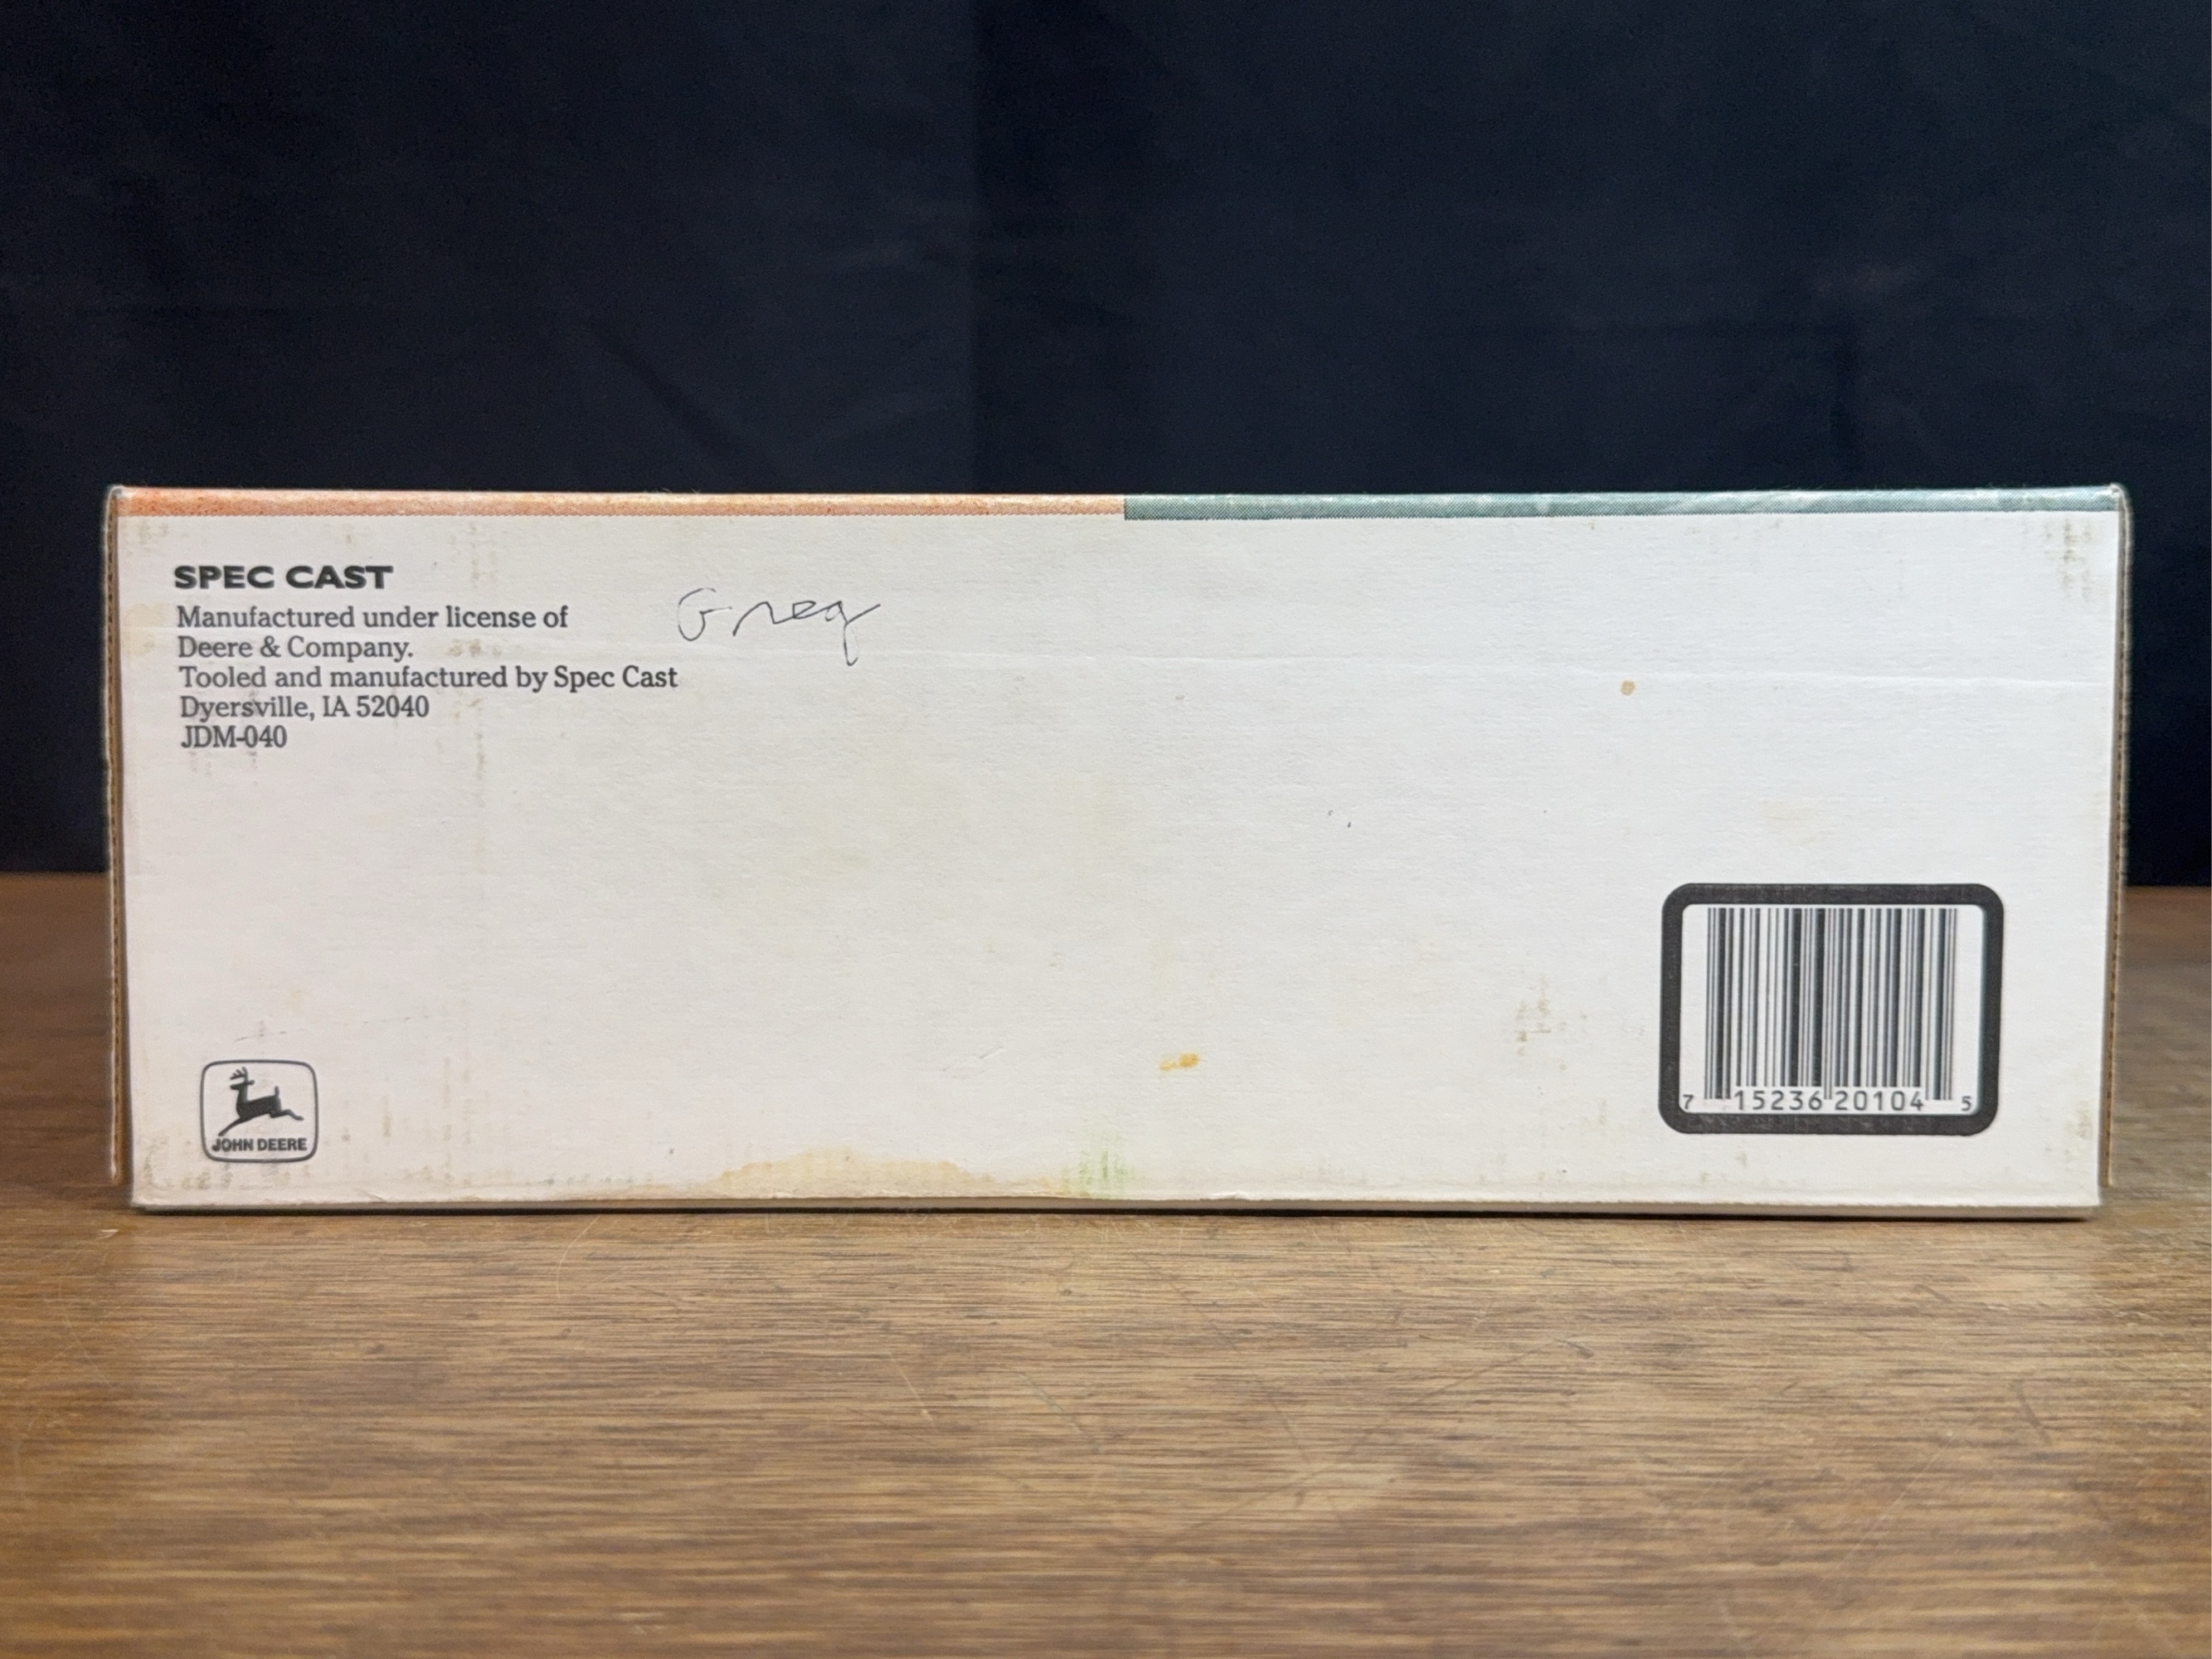 SPEC CAST
Manufactured under license of
Deere & Company.
Tooled and manufactured by Spec Cast
Dyersville, IA 52040
JDM-040
Greg
JOHN DEERE
7 15236 20104 5